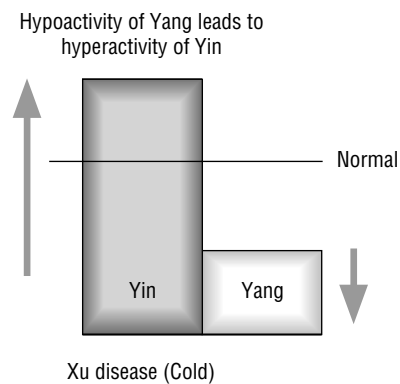 Hypoactivity of Yang leads to
hyperactivity of Yin
Normal
Yin
Yang
Xu disease (Cold)